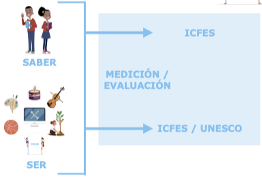 ICFES
SABER
MEDICIÓN /
EVALUACIÓN
ICFES / UNESCO
SER